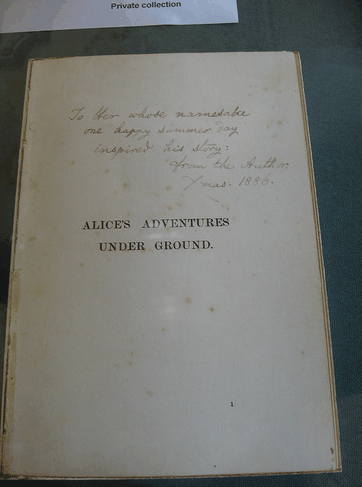 Private collection
To Her whose namesake
one happy summer day
inspired his story:
from the Author.
Xmas. 1886.
ALICE'S ADVENTURES
UNDER GROUND.
1